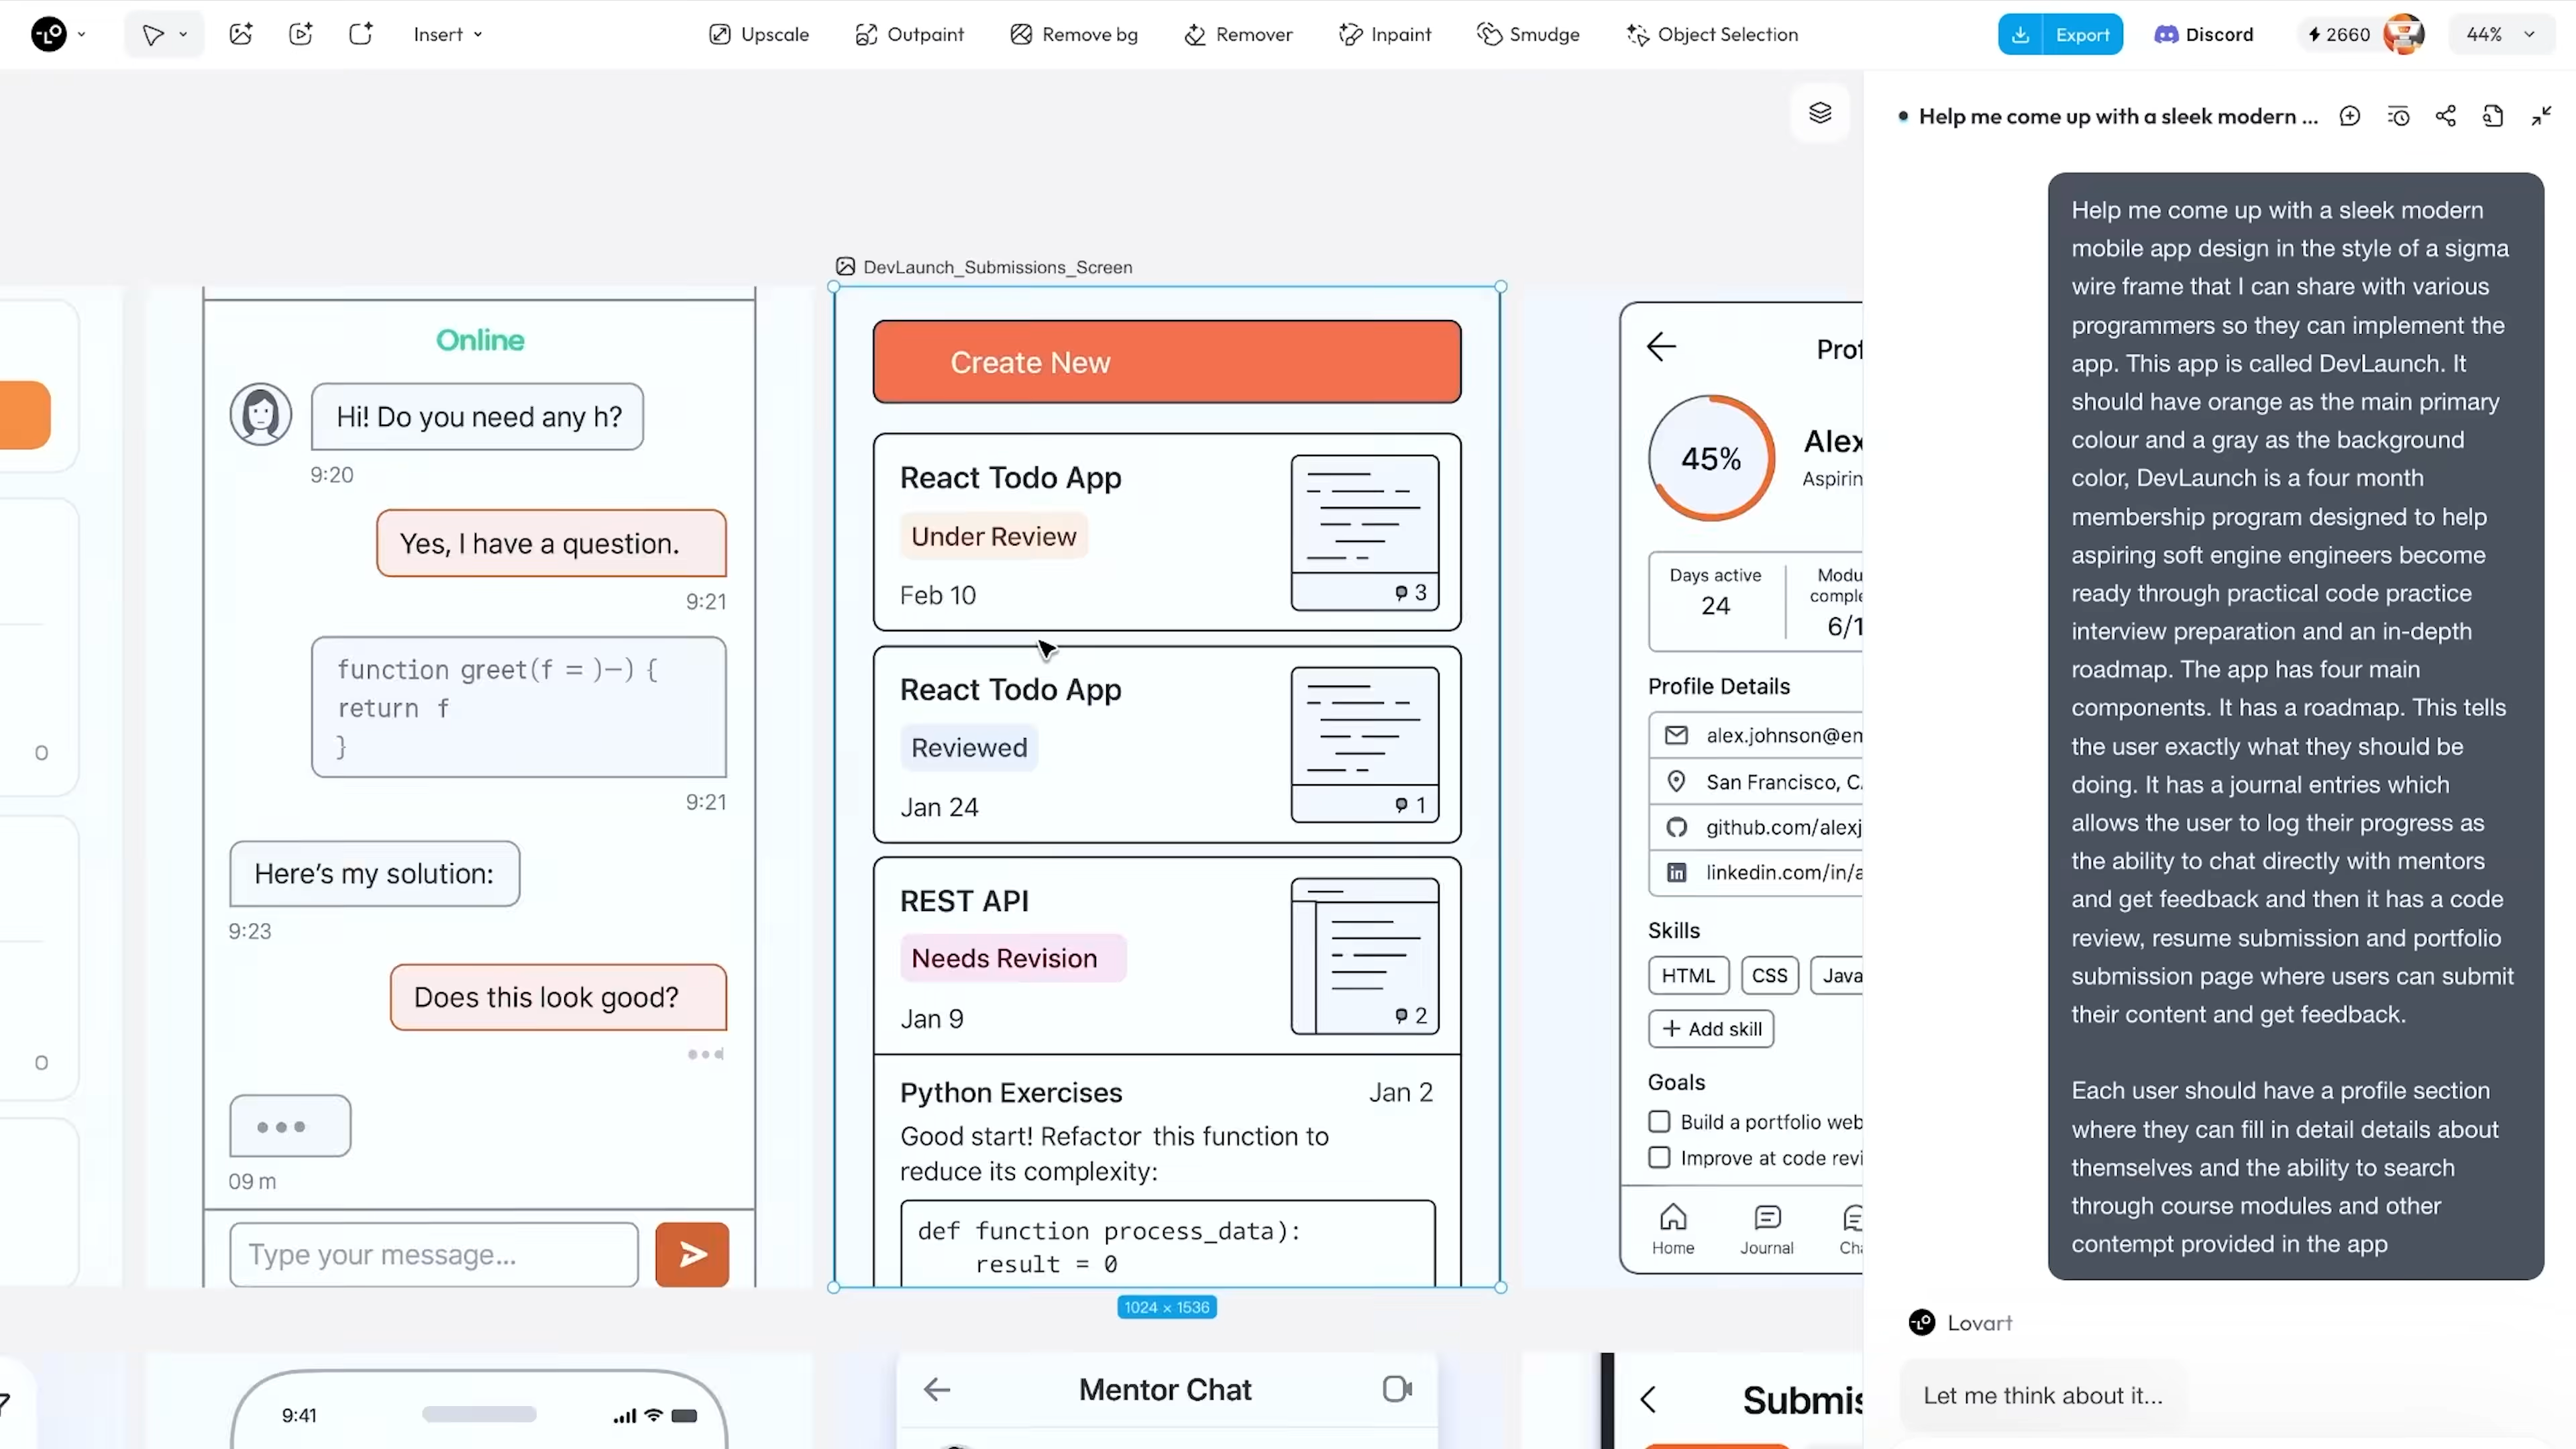 Insert
Upscale
Outpaint
Remove bg
Remover
Inpaint
Smudge
Object Selection
Export
Discord
2660
44%
Help me come up with a sleek modern ...
DevLaunch_Submissions_Screen
Online
Hi! Do you need any h?
9:20
Yes, I have a question.
9:21
function greet(f = )—) {
return f
}
9:21
Here's my solution:
9:23
Does this look good?
09 m
Type your message...
Create New
React Todo App
Under Review
Feb 10
3
React Todo App
Reviewed
Jan 24
1
REST API
Needs Revision
Jan 9
2
Python Exercises
Jan 2
Good start! Refactor this function to
reduce its complexity:
def function process_data):
result = 0
1024 × 1536
Prof
45%
Alex
Aspirin
Days active
24
Modu
comple
6/1
Profile Details
alex.johnson@em
San Francisco, C
github.com/alexj
linkedin.com/in/a
Skills
HTML
CSS
Java
+ Add skill
Goals
Build a portfolio web
Improve at code revi
Home
Journal
Cha
9:41
Mentor Chat
Submis
Help me come up with a sleek modern
mobile app design in the style of a sigma
wire frame that I can share with various
programmers so they can implement the
app. This app is called DevLaunch. It
should have orange as the main primary
colour and a gray as the background
color, DevLaunch is a four month
membership program designed to help
aspiring soft engine engineers become
ready through practical code practice
interview preparation and an in-depth
roadmap. The app has four main
components. It has a roadmap. This tells
the user exactly what they should be
doing. It has a journal entries which
allows the user to log their progress as
the ability to chat directly with mentors
and get feedback and then it has a code
review, resume submission and portfolio
submission page where users can submit
their content and get feedback.
Each user should have a profile section
where they can fill in detail details about
themselves and the ability to search
through course modules and other
contempt provided in the app
Lovart
Let me think about it...